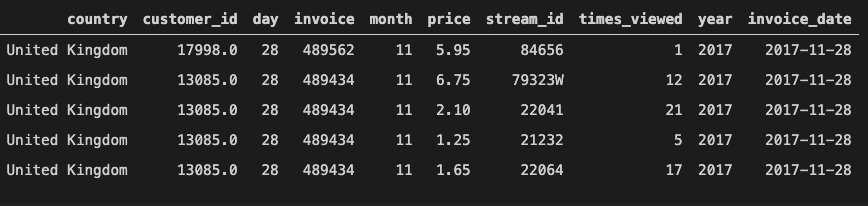 country customer_id day invoice month price stream_id times_viewed year invoice_date
United Kingdom 17998.0 28 489562 11 5.95 84656 1 2017 2017-11-28
United Kingdom 13085.0 28 489434 11 6.75 79323W 12 2017 2017-11-28
United Kingdom 13085.0 28 489434 11 2.10 22041 21 2017 2017-11-28
United Kingdom 13085.0 28 489434 11 1.25 21232 5 2017 2017-11-28
United Kingdom 13085.0 28 489434 11 1.65 22064 17 2017 2017-11-28